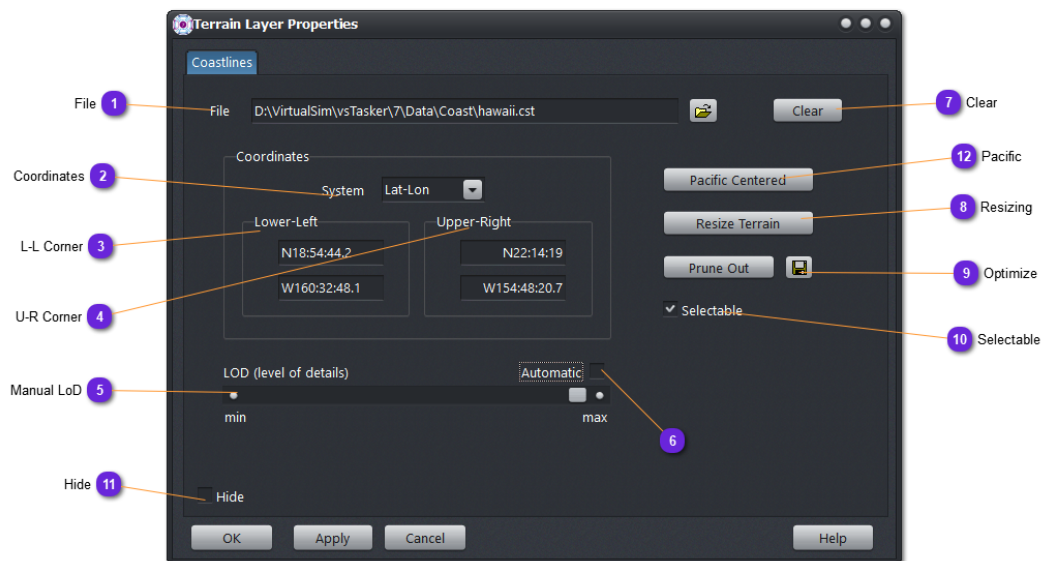 Terrain Layer Properties
Coastlines
File 1
File D:\VirtualSim\vsTasker\7\Data\Coast\hawaii.cst
Clear
7 Clear
Coordinates
12 Pacific
Coordinates 2
System Lat-Lon
Pacific Centered
8 Resizing
Lower-Left
Upper-Right
Resize Terrain
L-L Corner 3
N18:54:44.2
N22:14:19
Prune Out
9 Optimize
W160:32:48.1
W154:48:20.7
U-R Corner 4
Selectable
10 Selectable
LOD (level of details)
Automatic
Manual LoD 5
min
max
6
Hide 11
Hide
OK
Apply
Cancel
Help